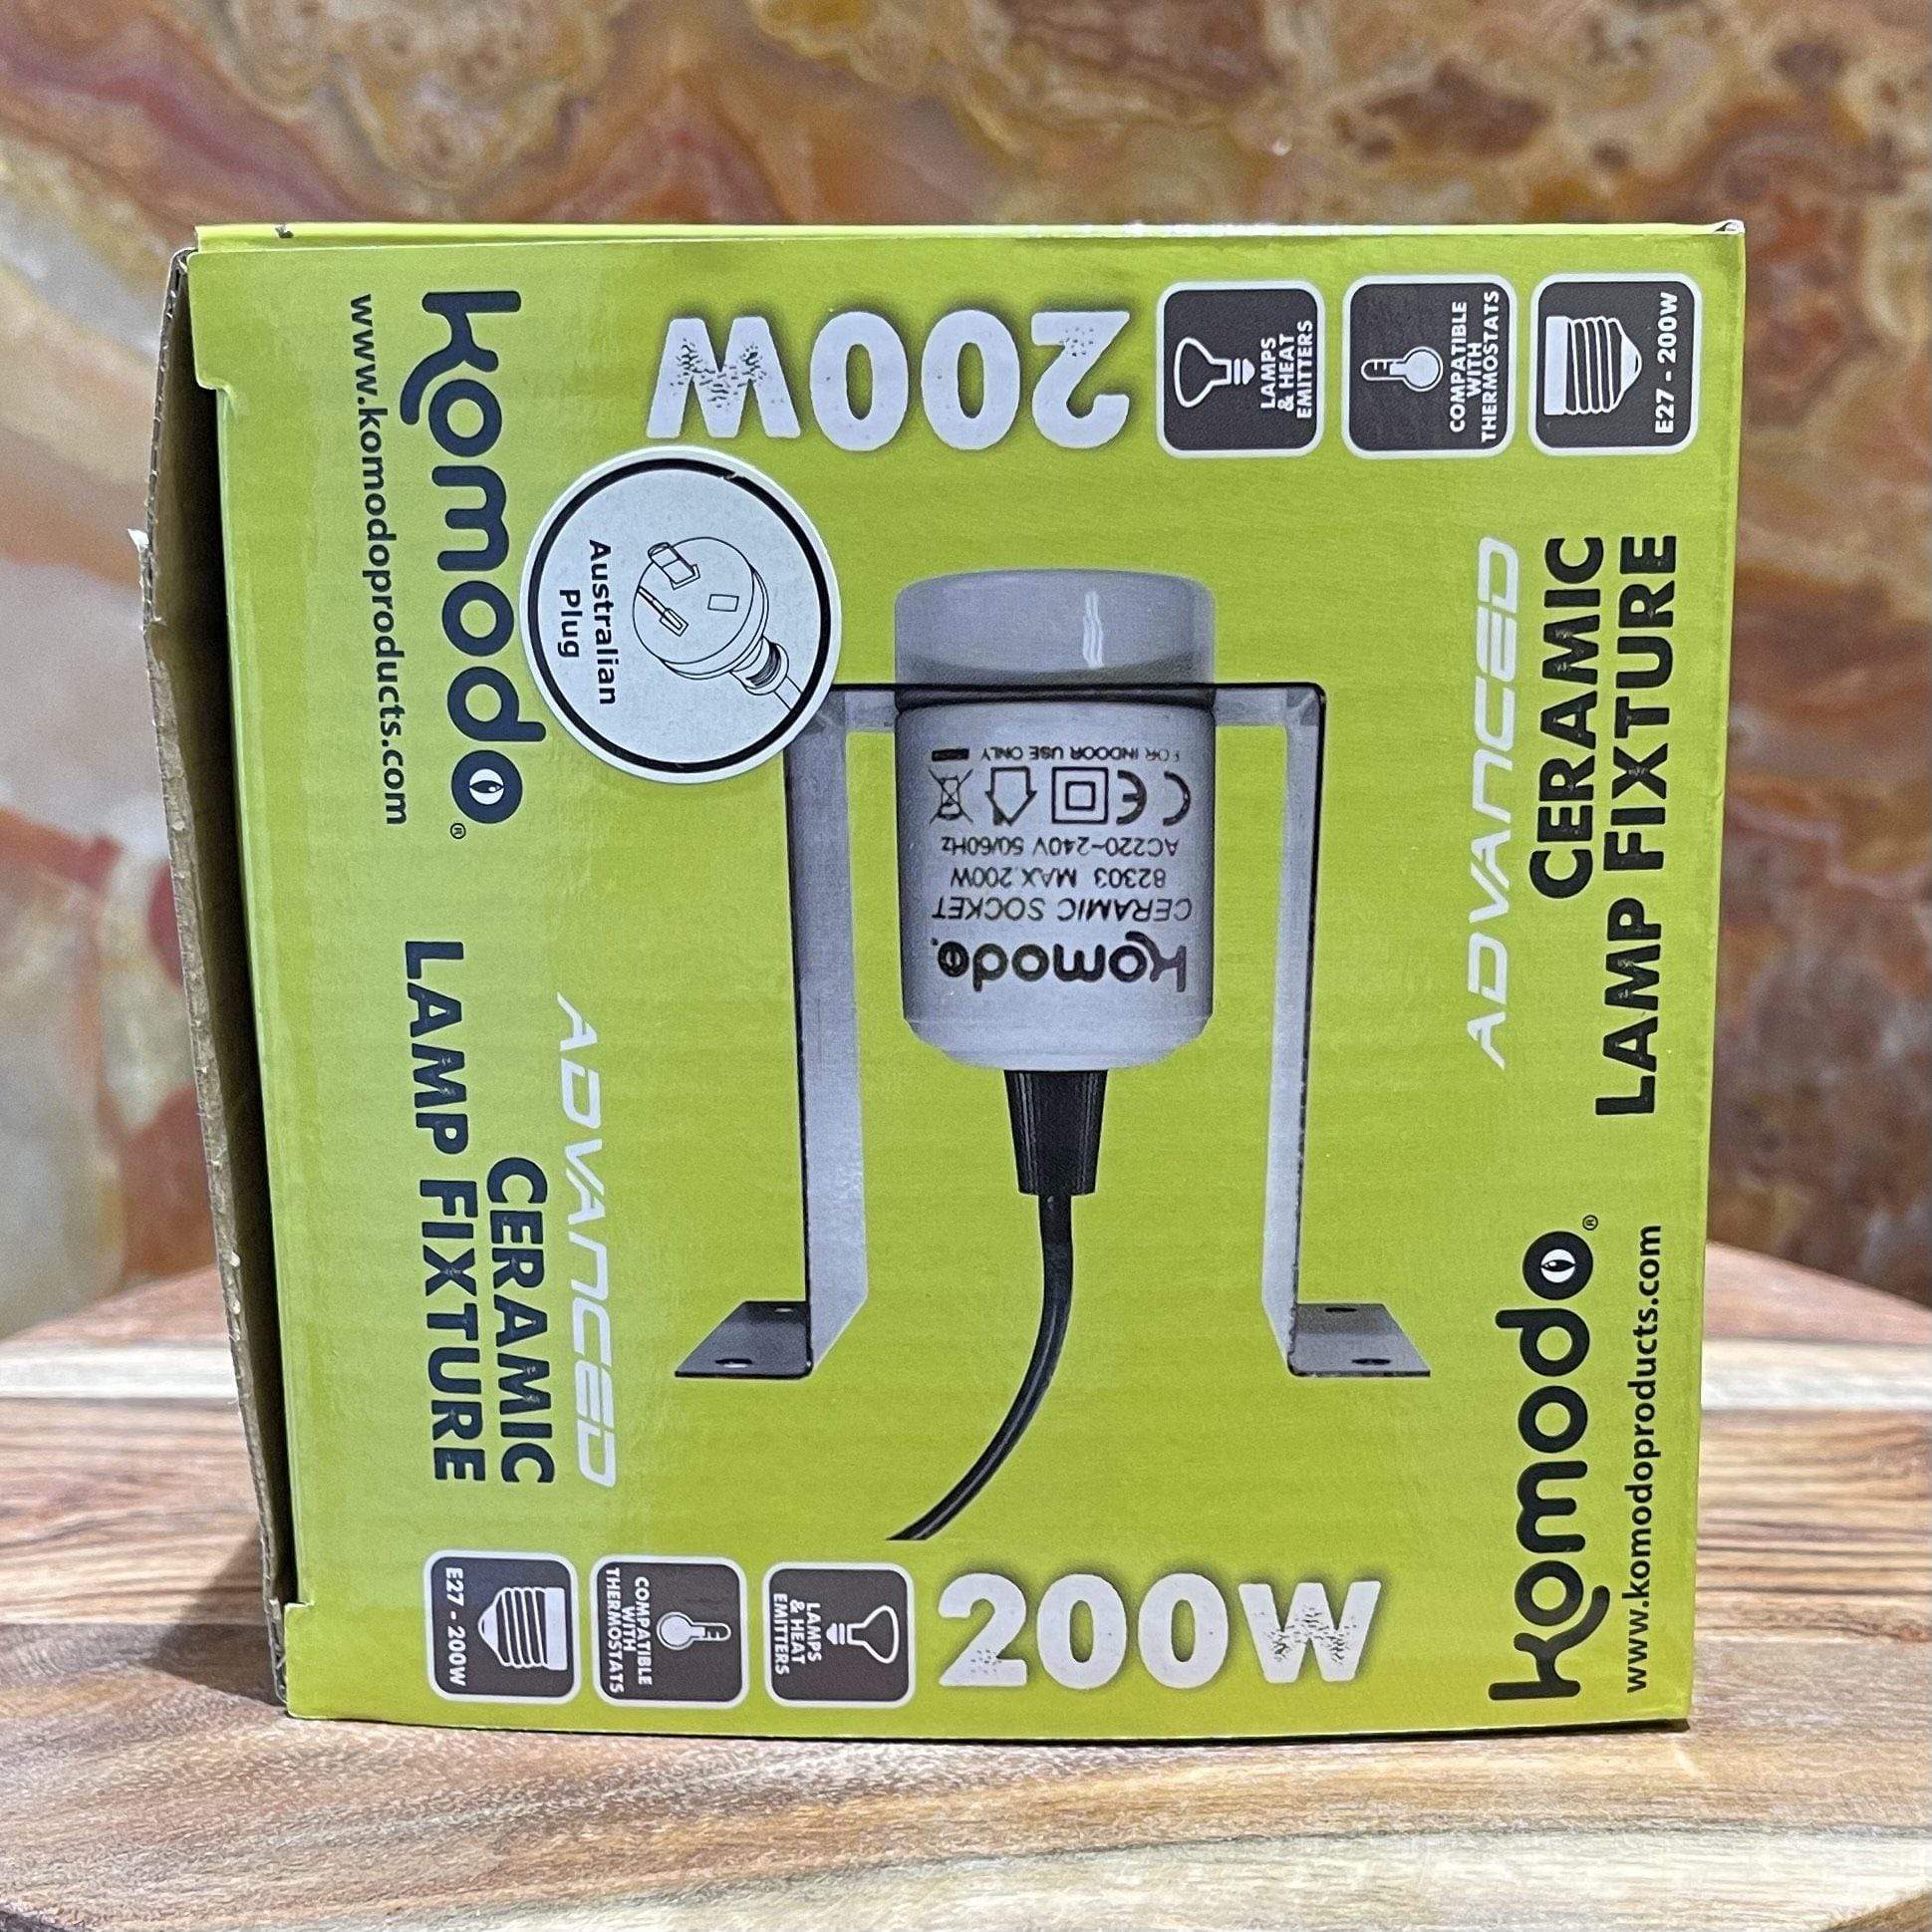 komodo®
www.komodoproducts.com
ADVANCED
CERAMIC
LAMP FIXTURE
200W
LAMPS
& HEAT
EMITTERS
COMPATIBLE
WITH
THERMOSTATS
E27 - 200W
Australian
Plug
Komodo
CERAMIC SOCKET
82303 MAX.200W
AC220~240V 50/60Hz
CE
FOR INDOOR USE ONLY
ADVANCED
CERAMIC
LAMP FIXTURE
komodo®
www.komodoproducts.com
200W
LAMPS
& HEAT
EMITTERS
COMPATIBLE
WITH
THERMOSTATS
E27 - 200W